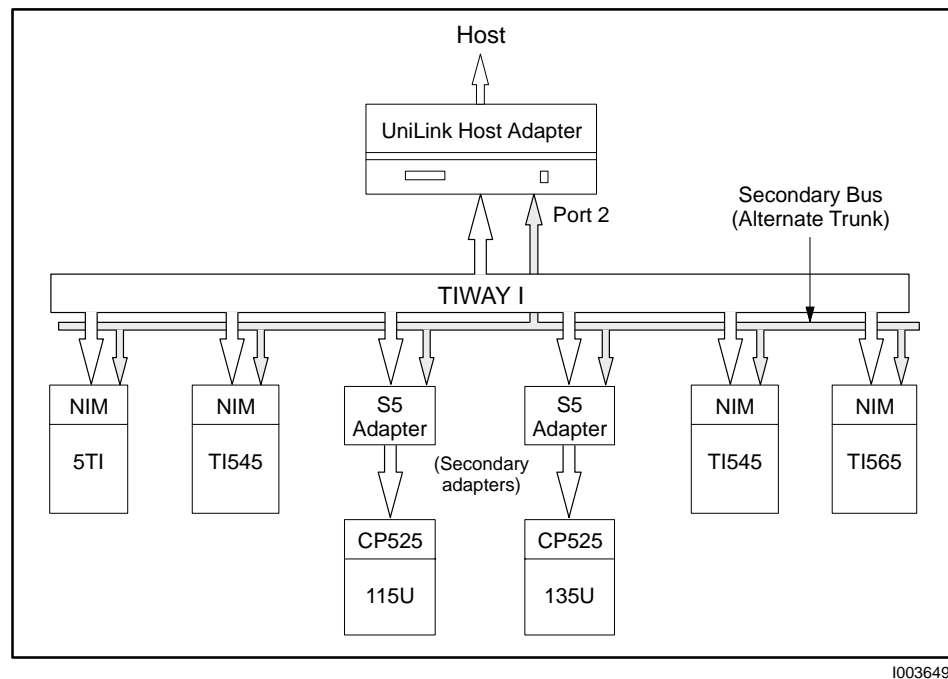 Host
UniLink Host Adapter
Port 2
Secondary Bus
(Alternate Trunk)
TIWAY I
NIM
5TI
NIM
TI545
S5
Adapter
(Secondary
adapters)
S5
Adapter
NIM
TI545
NIM
TI565
CP525
115U
CP525
135U
I003649